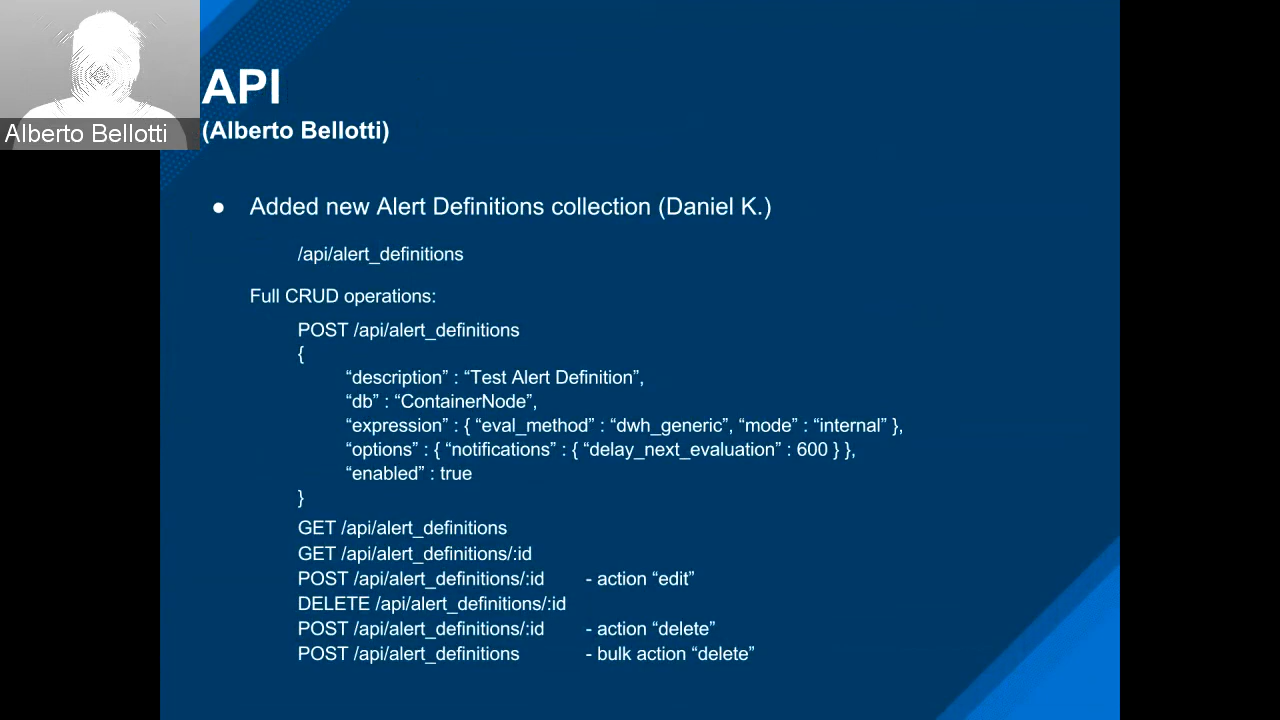 API
Alberto Bellotti
(Alberto Bellotti)
● Added new Alert Definitions collection (Daniel K.)
/api/alert_definitions
Full CRUD operations:
POST /api/alert_definitions
{
“description” : “Test Alert Definition”,
“db” : “ContainerNode”,
“expression” : { “eval_method” : “dwh_generic”, “mode” : “internal” },
“options” : { “notifications” : { “delay_next_evaluation” : 600 } },
“enabled” : true
}
GET /api/alert_definitions
GET /api/alert_definitions/:id
POST /api/alert_definitions/:id - action “edit”
DELETE /api/alert_definitions/:id
POST /api/alert_definitions/:id - action “delete”
POST /api/alert_definitions - bulk action “delete”